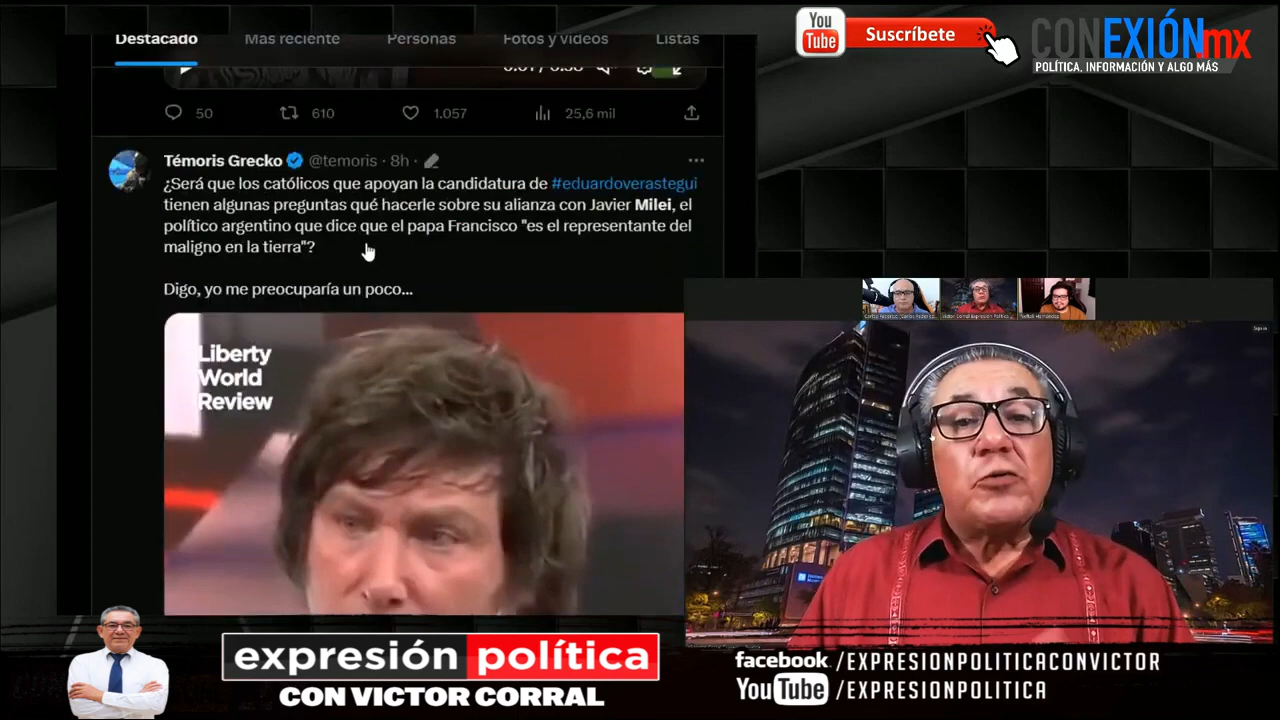 Destacado
Más reciente
Personas
Fotos y videos
Listas
50
610
1.057
25,6 mil
Témoris Grecko @temoris · 8h ·
¿Será que los católicos que apoyan la candidatura de #eduardoverastegui
tienen algunas preguntas qué hacerle sobre su alianza con Javier Milei, el
político argentino que dice que el papa Francisco "es el representante del
maligno en la tierra"?
Digo, yo me preocuparía un poco...
Liberty
World
Review
You
Tube
Suscríbete
CONEXIÓN mx
POLÍTICA, INFORMACIÓN Y ALGO MÁS
Sign in
expresión política
CON VICTOR CORRAL
facebook /EXPRESIONPOLITICACONVICTOR
YouTube /EXPRESIONPOLITICA